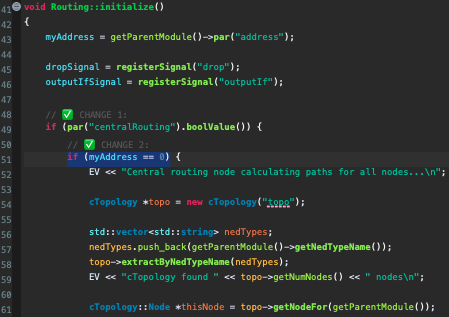 41 void Routing::initialize()
42 {
43     myAddress = getParentModule()->par("address");
44
45     dropSignal = registerSignal("drop");
46     outputIfSignal = registerSignal("outputIf");
47
48     // ✅ CHANGE 1:
49     if (par("centralRouting").boolValue()) {
50         // ✅ CHANGE 2:
51         if (myAddress == 0) {
52             EV << "Central routing node calculating paths for all nodes...\n";
53
54             cTopology *topo = new cTopology("topo");
55
56             std::vector<std::string> nedTypes;
57             nedTypes.push_back(getParentModule()->getNedTypeName());
58             topo->extractByNedTypeName(nedTypes);
59             EV << "cTopology found " << topo->getNumNodes() << " nodes\n";
60
61             cTopology::Node *thisNode = topo->getNodeFor(getParentModule());